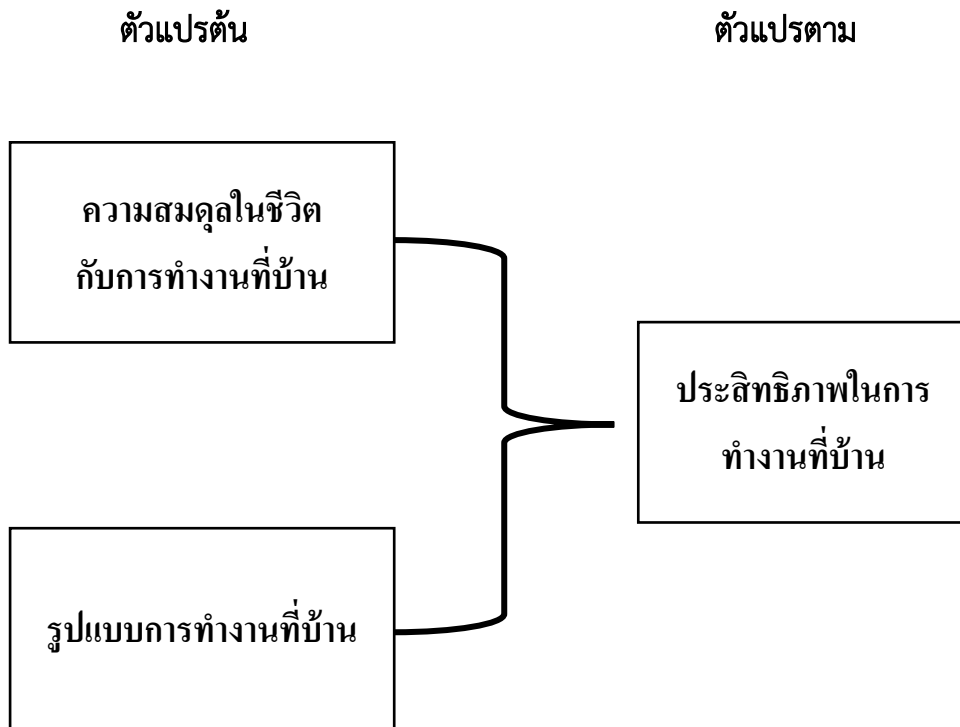 ตัวแปรต้น
ตัวแปรตาม
ความสมดุลในชีวิต
กับการทำงานที่บ้าน
ประสิทธิภาพในการ
ทำงานที่บ้าน
รูปแบบการทำงานที่บ้าน